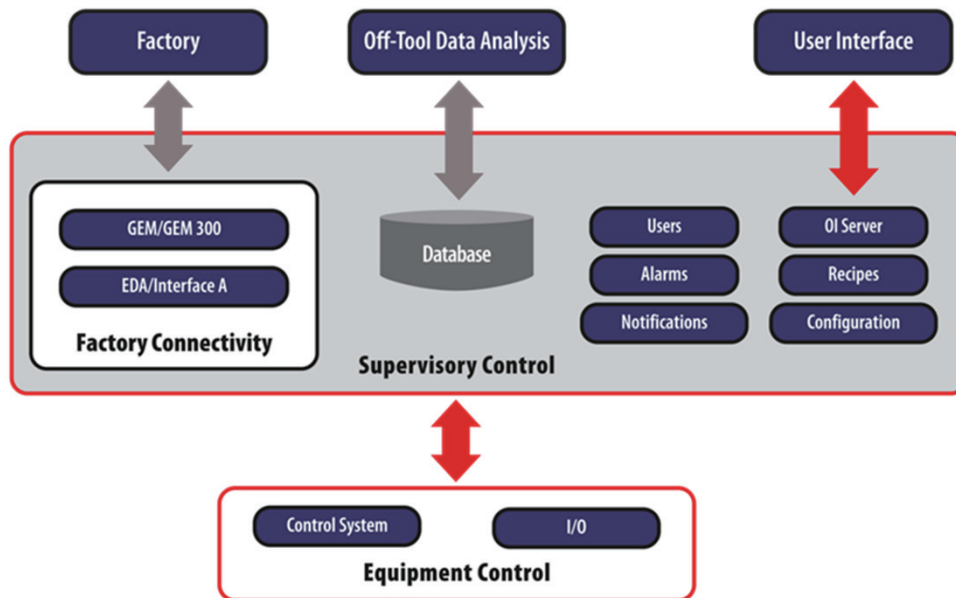 Factory
Off-Tool Data Analysis
User Interface
GEM/GEM 300
EDA/Interface A
Factory Connectivity
Database
Users
OI Server
Alarms
Recipes
Notifications
Configuration
Supervisory Control
Control System
I/O
Equipment Control